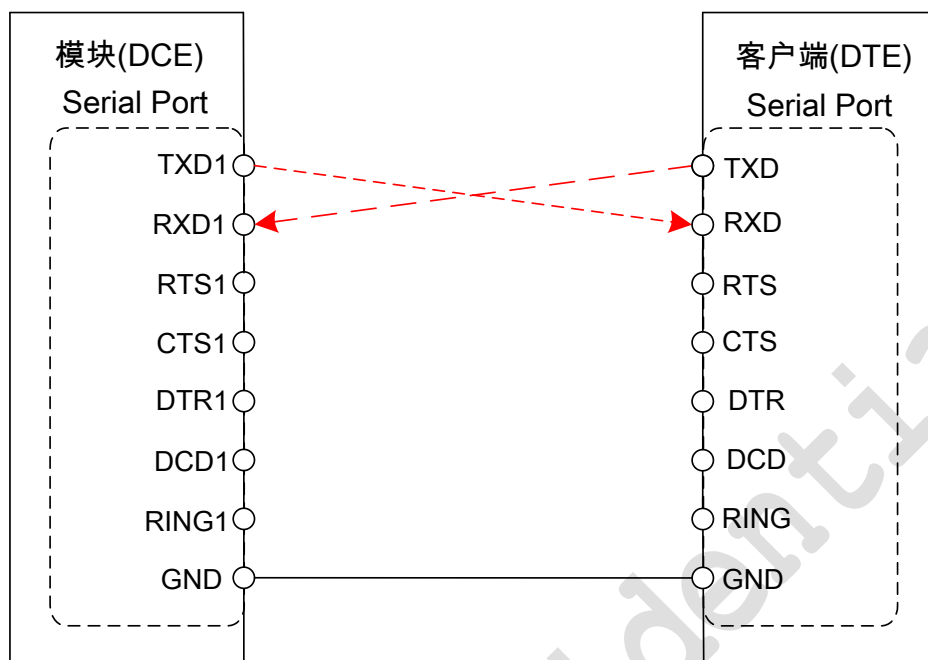 模块(DCE)
Serial Port
TXD1
RXD1
RTS1
CTS1
DTR1
DCD1
RING1
GND
客户端(DTE)
Serial Port
TXD
RXD
RTS
CTS
DTR
DCD
RING
GND